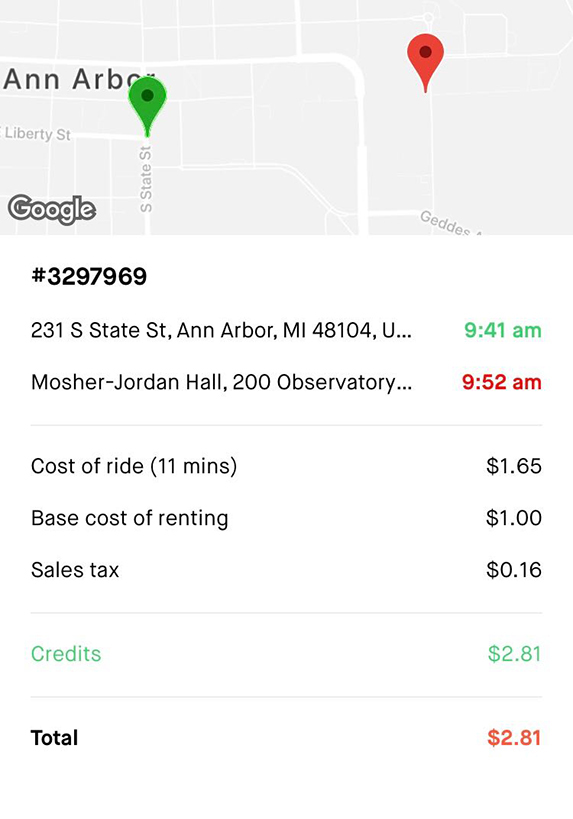 Ann Arbor
E Liberty St
S State St
Google
Geddes A
#3297969
231 S State St, Ann Arbor, MI 48104, U... 9:41 am
Mosher-Jordan Hall, 200 Observatory... 9:52 am
Cost of ride (11 mins) $1.65
Base cost of renting $1.00
Sales tax $0.16
Credits $2.81
Total $2.81